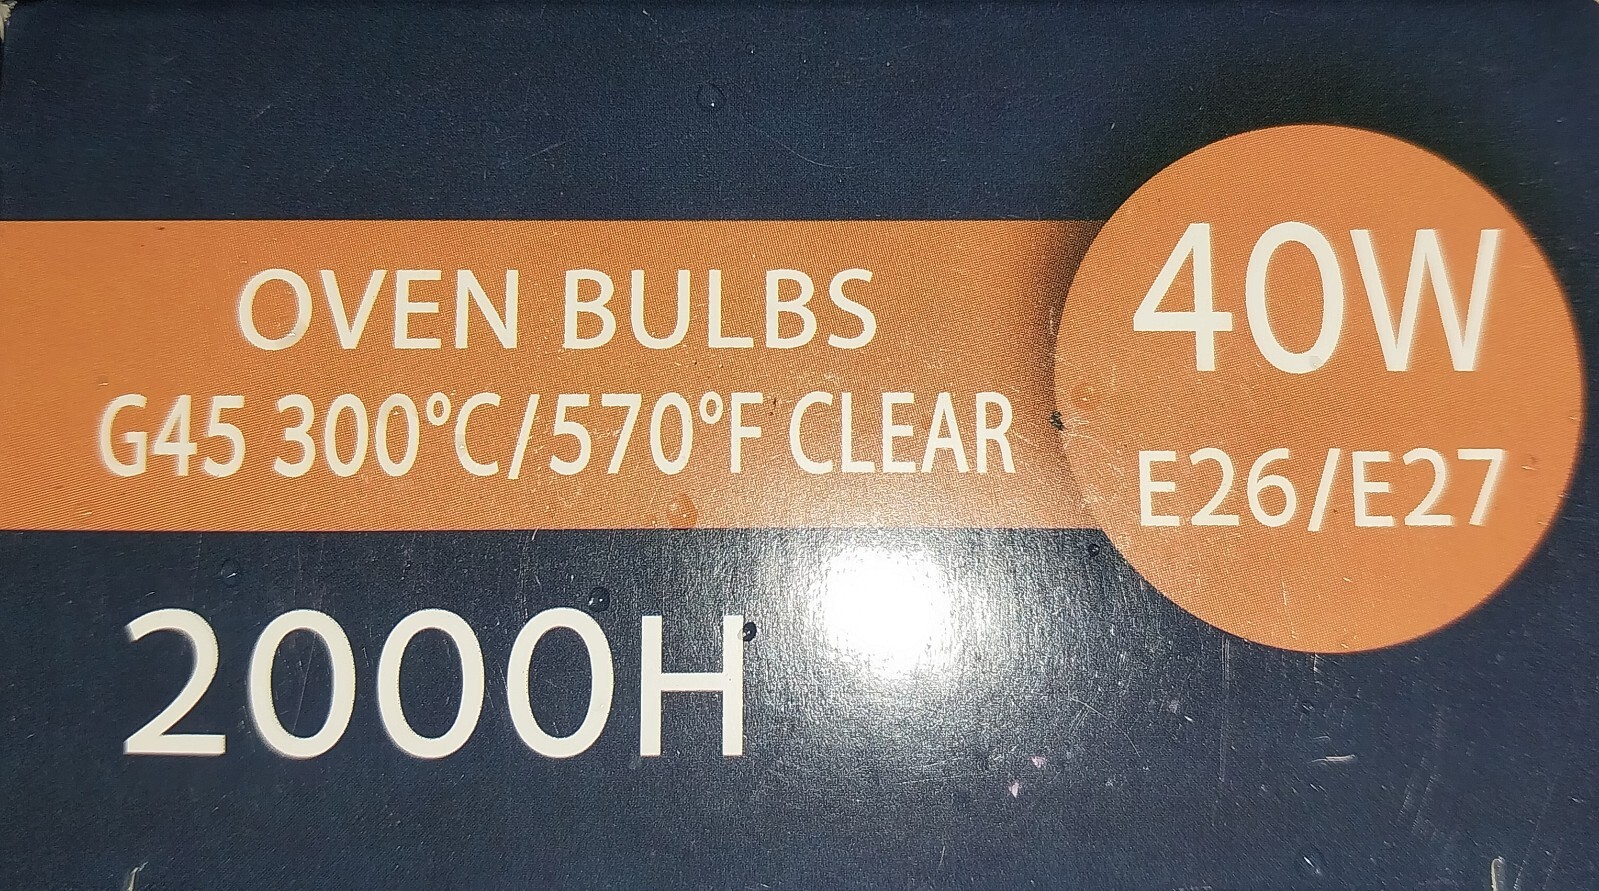 OVEN BULBS
G45 300°C/570°F CLEAR
40W
E26/E27
2000H